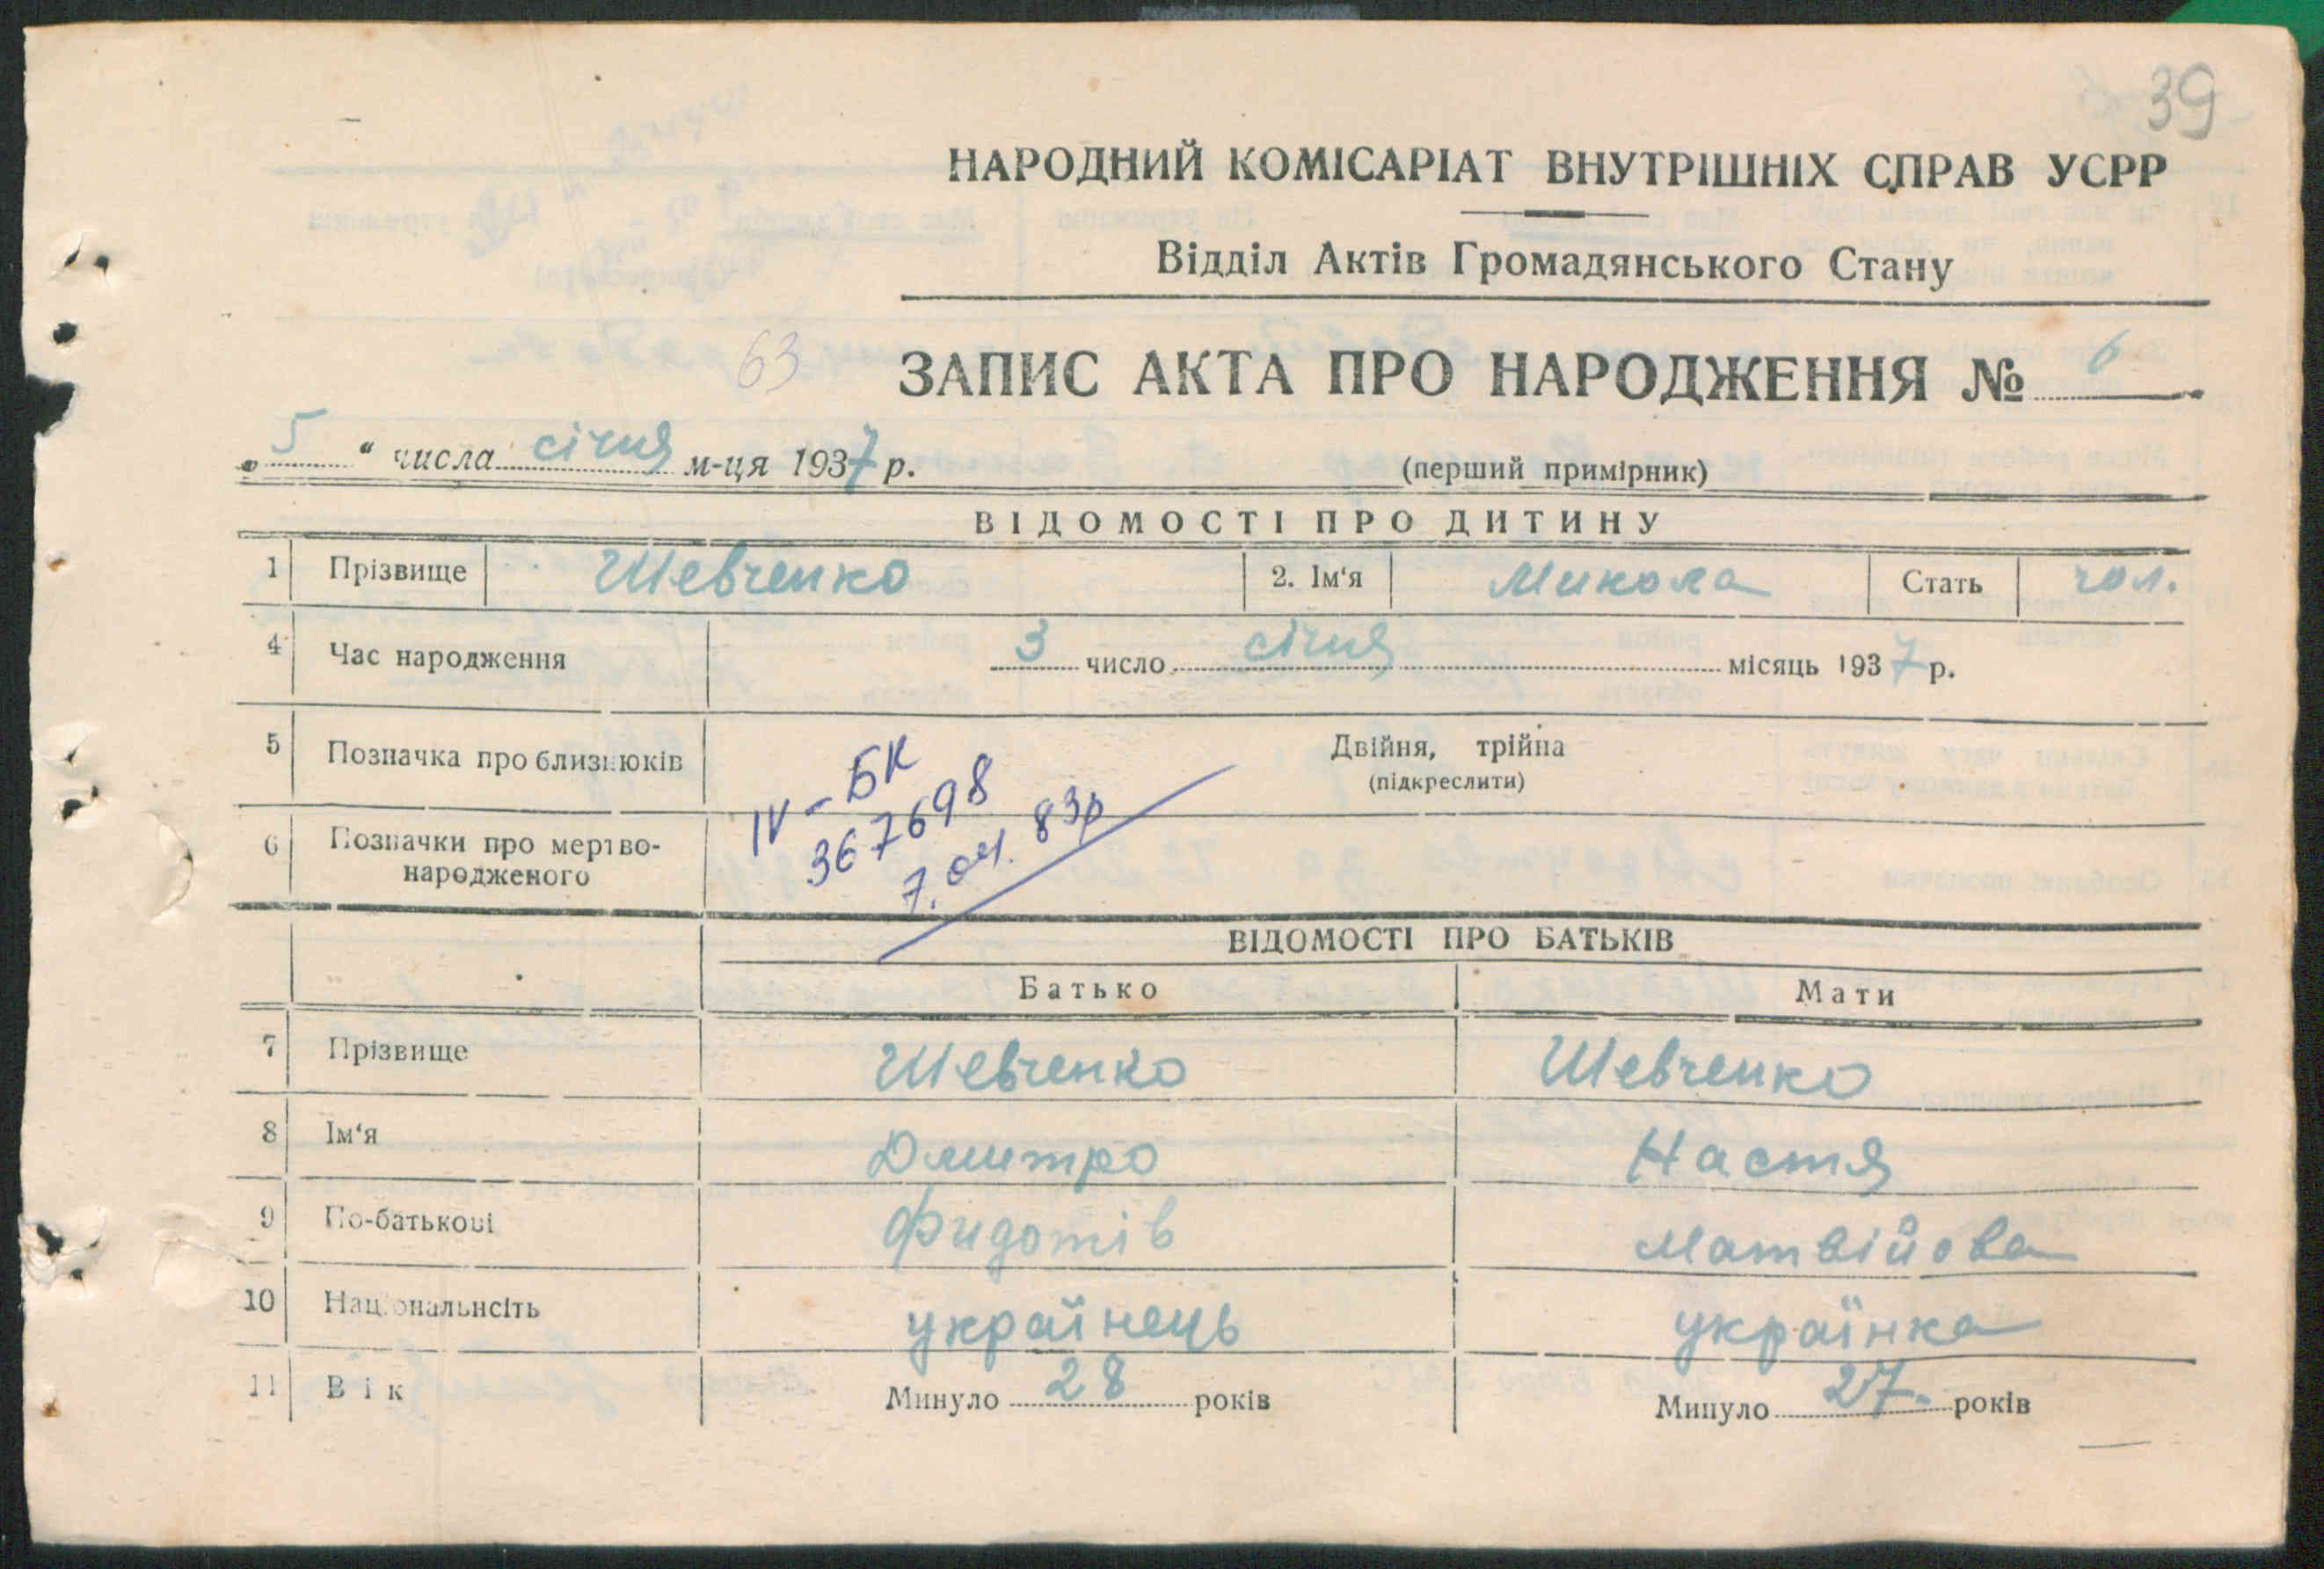 39
НАРОДНИЙ КОМІСАРІАТ ВНУТРІШНІХ СПРАВ УСРР
Відділ Актів Громадянського Стану
63
ЗАПИС АКТА ПРО НАРОДЖЕННЯ № 6
„ 5 “ числа січня м-ця 1937 р. (перший примірник)
ВІДОМОСТІ ПРО ДИТИНУ
1 Прізвище Шевченко 2. Ім‘я Микола Стать чол.
4 Час народження 3 число січня місяць 1937 р.
5 Позначка про близнюків Двійня, трійня
(підкреслити)
6 Позначки про мертво-
народженого
IV - БК
367698
7. 83р
ВІДОМОСТІ ПРО БАТЬКІВ
Батько Мати
7 Прізвище Шевченко Шевченко
8 Ім‘я Дмитро Настя
9 По-батькові Фидотів Матвійова
10 Національнсіть українець українка
11 Вік Минуло 28 років Минуло 27. років